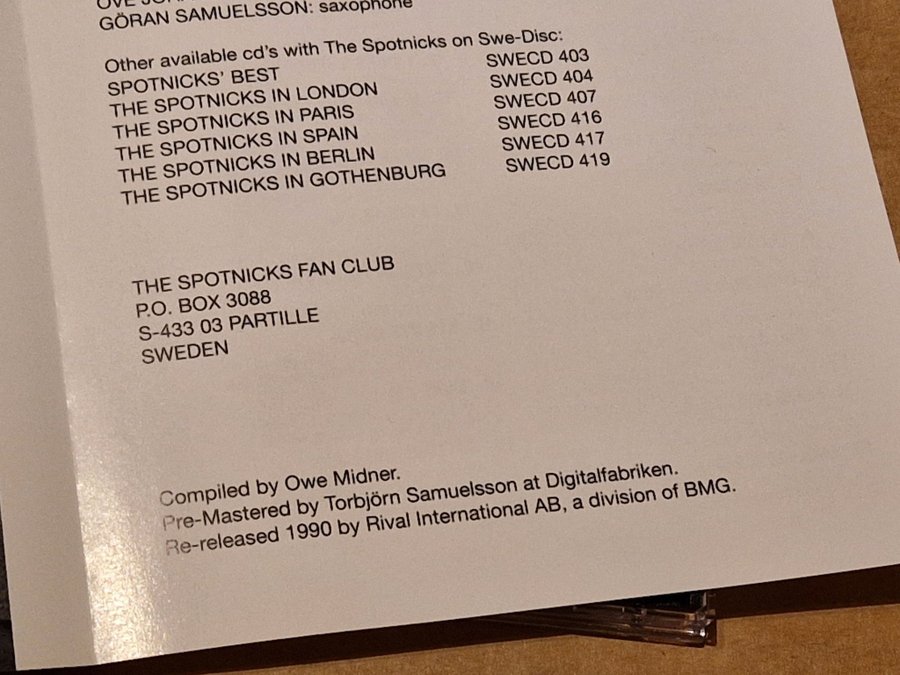 GÖRAN SAMUELSSON: saxophone
Other available cd's with The Spotnicks on Swe-Disc:
SPOTNICKS' BEST SWECD 403
THE SPOTNICKS IN LONDON SWECD 404
THE SPOTNICKS IN PARIS SWECD 407
THE SPOTNICKS IN SPAIN SWECD 416
THE SPOTNICKS IN BERLIN SWECD 417
THE SPOTNICKS IN GOTHENBURG SWECD 419
THE SPOTNICKS FAN CLUB
P.O. BOX 3088
S-433 03 PARTILLE
SWEDEN
Compiled by Owe Midner.
Pre-Mastered by Torbjörn Samuelsson at Digitalfabriken.
Re-released 1990 by Rival International AB, a division of BMG.